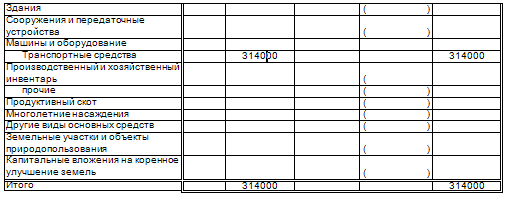 Здания ( )
Сооружения и передаточные
устройства ( )
Машины и оборудование
Транспортные средства 314000 314000
Производственный и хозяйственный
инвентарь (
прочие ( )
Продуктивный скот ( )
Многолетние насаждения ( )
Другие виды основных средств ( )
Земельные участки и объекты
природопользования ( )
Капитальные вложения на коренное
улучшение земель ( )
Итого 314000 314000